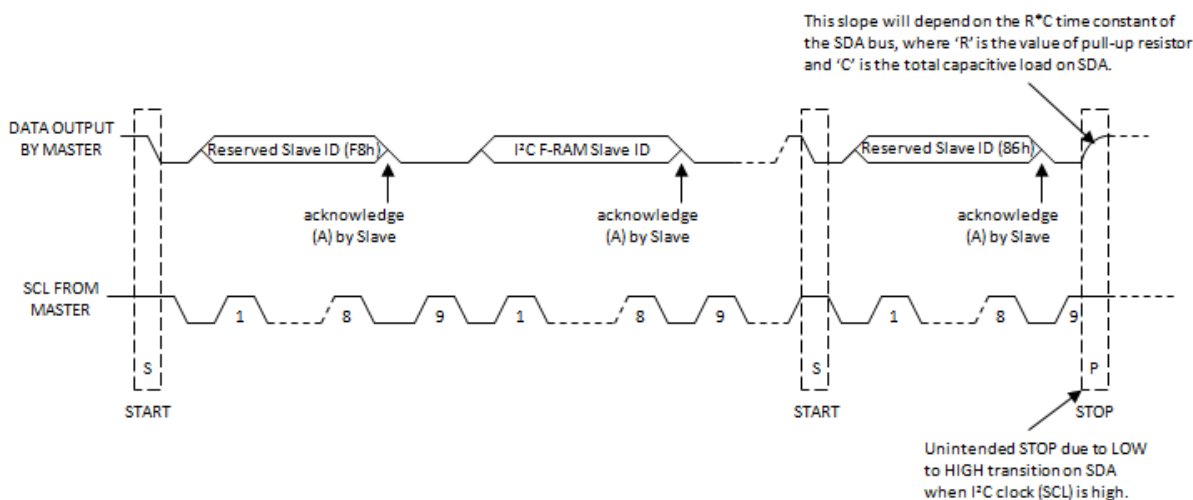 This slope will depend on the R*C time constant of
the SDA bus, where ‘R’ is the value of pull-up resistor
and ‘C’ is the total capacitive load on SDA.
DATA OUTPUT
BY MASTER
Reserved Slave ID (F8h)
I²C F-RAM Slave ID
Reserved Slave ID (86h)
acknowledge
(A) by Slave
acknowledge
(A) by Slave
acknowledge
(A) by Slave
SCL FROM
MASTER
1 8 9 1 8 9 1 8 9
S S P
START START STOP
Unintended STOP due to LOW
to HIGH transition on SDA
when I²C clock (SCL) is high.